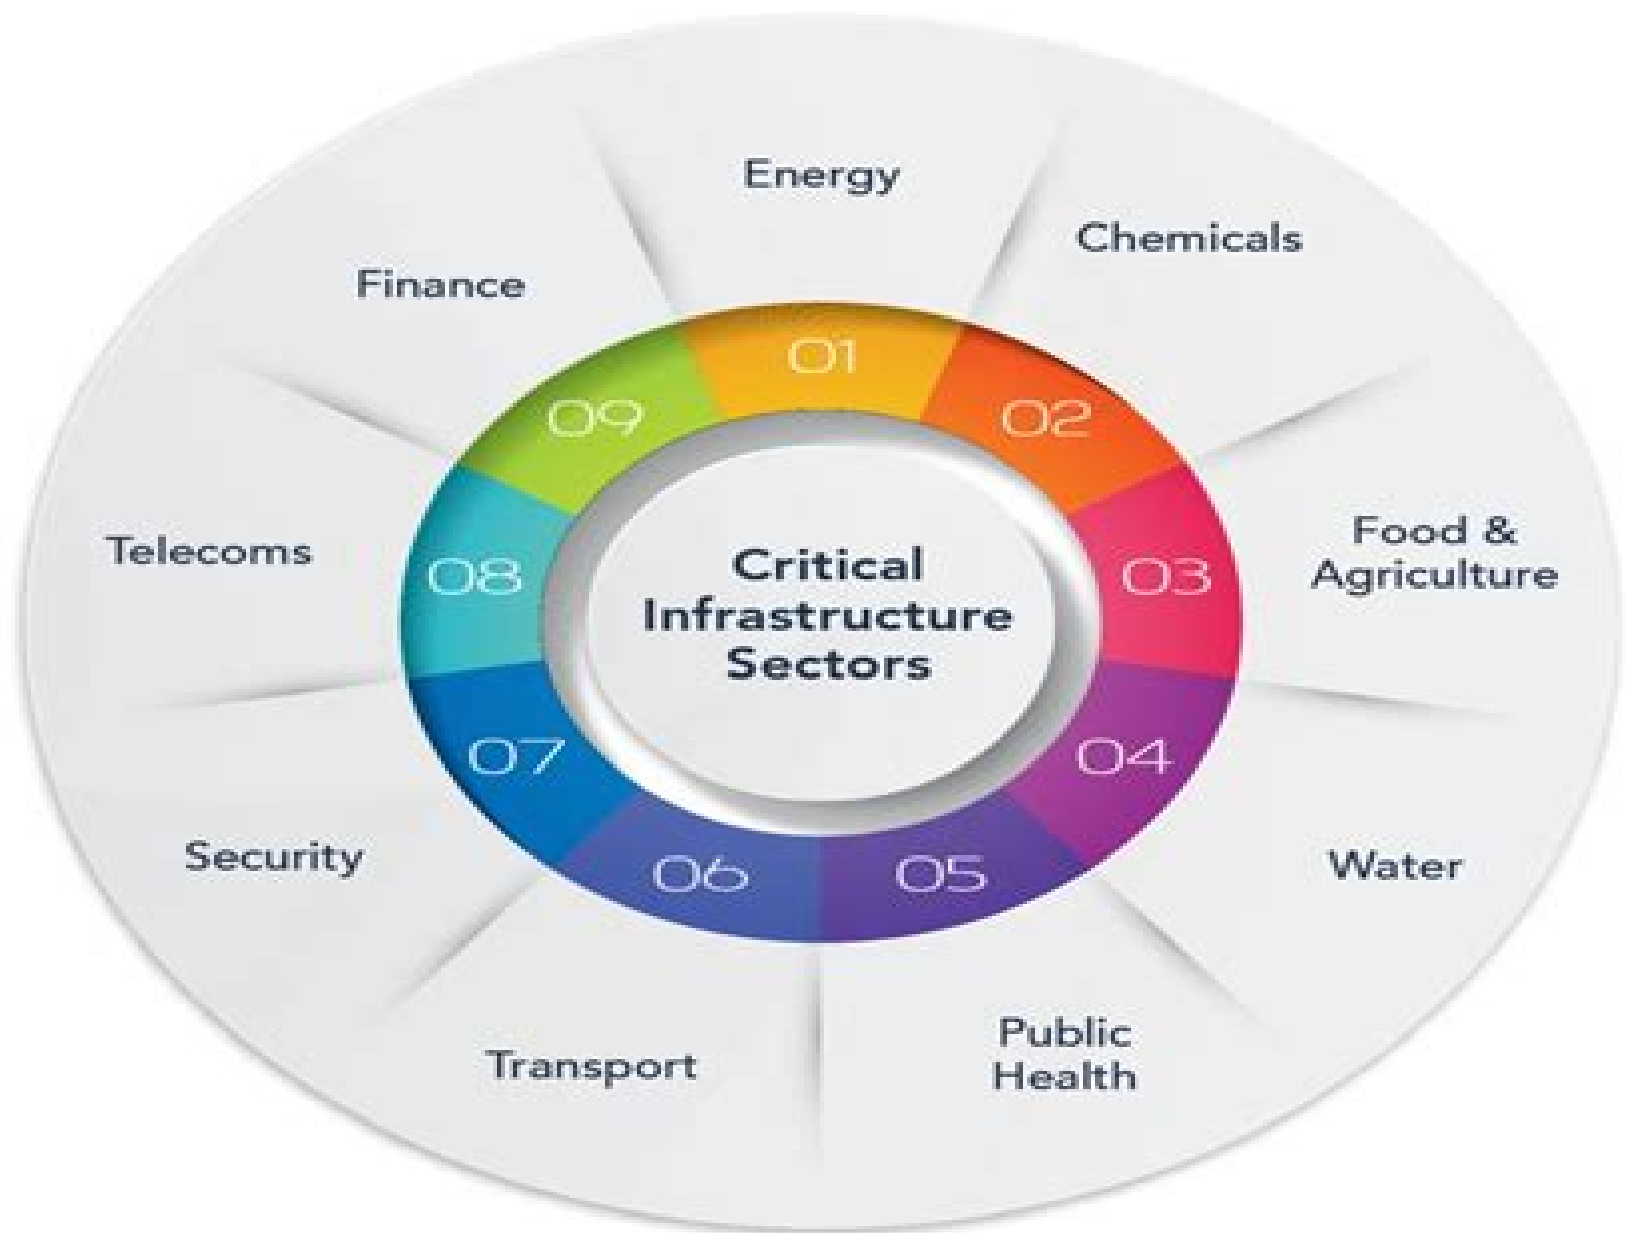 Critical
Infrastructure
Sectors
01
Energy
02
Chemicals
03
Food &
Agriculture
04
Water
05
Public
Health
06
Transport
07
Security
08
Telecoms
09
Finance